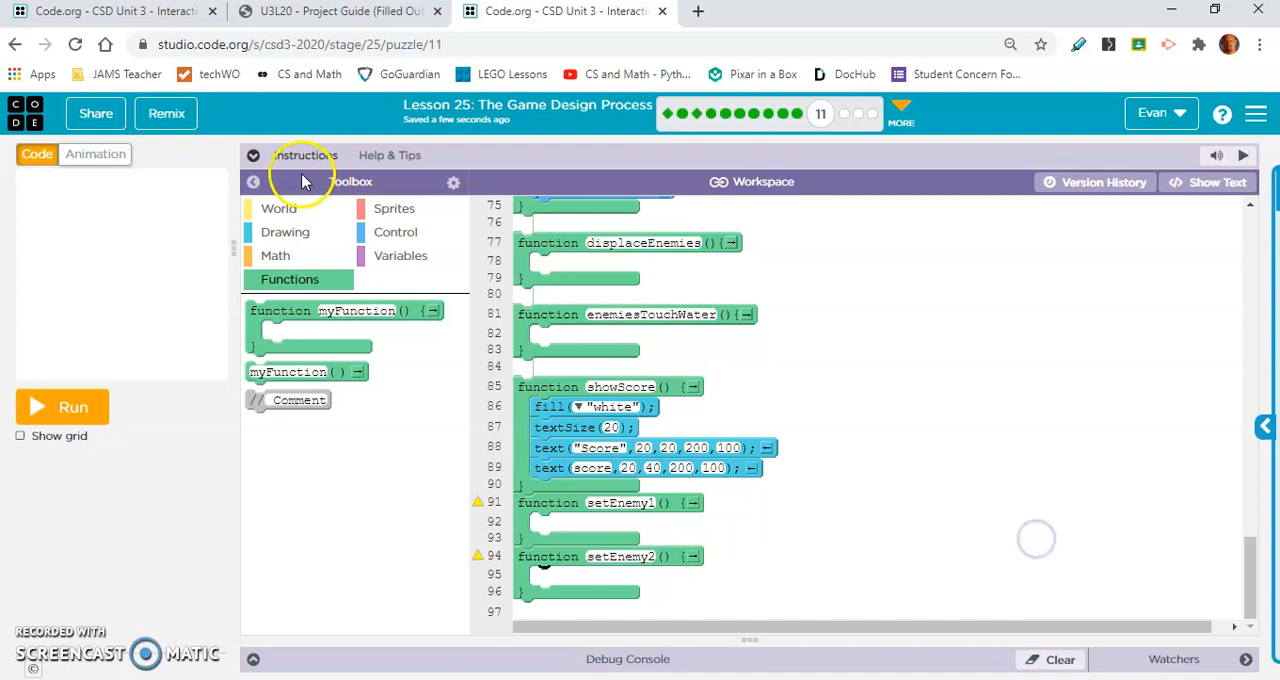 Code.org - CSD Unit 3 - Interacti × U3L20 - Project Guide (Filled Out × Code.org - CSD Unit 3 - Interacti × +
studio.code.org/s/csd3-2020/stage/25/puzzle/11
Apps JAMS Teacher techWO CS and Math GoGuardian LEGO Lessons CS and Math - Pyth... Pixar in a Box DocHub Student Concern Fo...
C O
D E
Share Remix
Lesson 25: The Game Design Process
Saved a few seconds ago
11
MORE
Evan
?
Code Animation
Instructions Help & Tips
Toolbox
Workspace
Version History
</> Show Text
World Sprites
Drawing Control
Math Variables
Functions
function myFunction() {
}
myFunction()
// Comment
Run
Show grid
75 }
76
77 function displaceEnemies(){
78
79 }
80
81 function enemiesTouchWater(){
82
83 }
84
85 function showScore() {
86 fill("white");
87 textSize(20);
88 text("Score",20,20,200,100);
89 text(score,20,40,200,100);
90 }
91 function setEnemy1() {
92
93 }
94 function setEnemy2() {
95
96 }
97
RECORDED WITH
SCREENCAST MATIC
©
Debug Console
Clear
Watchers